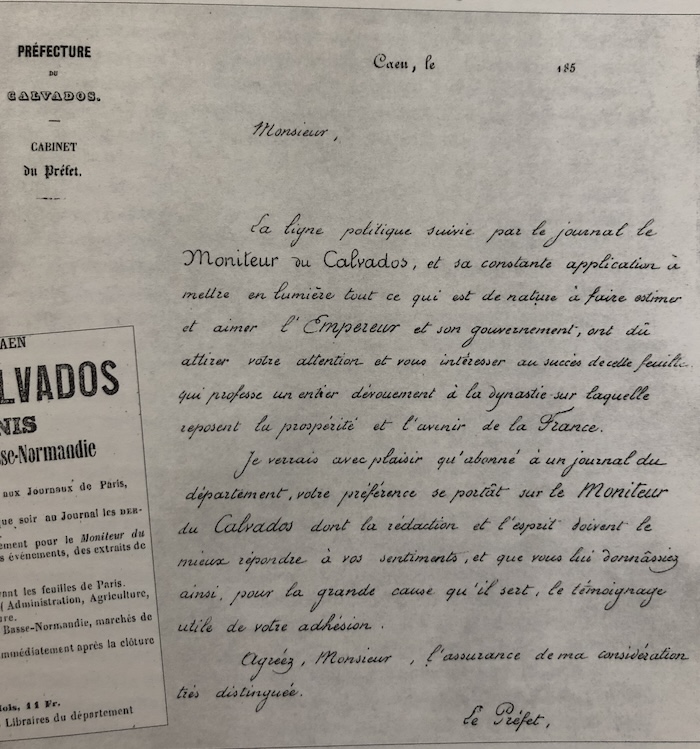 PRÉFECTURE
DU
CALVADOS.
CABINET
du Préfet.
Caen, le 185
Monsieur,
La ligne politique suivie par le journal le
Moniteur du Calvados, et sa constante application à
mettre en lumière tout ce qui est de nature à faire estimer
et aimer l'Empereur et son gouvernement, ont dû
attirer votre attention et vous intéresser au succès de cette feuille
qui professe un entier dévouement à la dynastie sur laquelle
reposent la prospérité et l'avenir de la France.
Je verrais avec plaisir qu'abonné à un journal du
département, votre préférence se portât sur le Moniteur
du Calvados dont la rédaction et l'esprit doivent le
mieux répondre à vos sentiments, et que vous lui donnâssiez
ainsi, pour la grande cause qu'il sert, le témoignage
utile de votre adhésion.
Agréez, Monsieur, l'assurance de ma considération
très distinguée.
Le Préfet,
AEN
LVADOS
NIS
sse-Normandie
aux Journaux de Paris,
que soir au Journal les DER-
ement pour le Moniteur du
s événements, des extraits de
vant les feuilles de Paris.
(Administration, Agriculture,
re.
Basse-Normandie, marchés de
immédiatement après la clôture
ois, 11 Fr.
Libraires du département